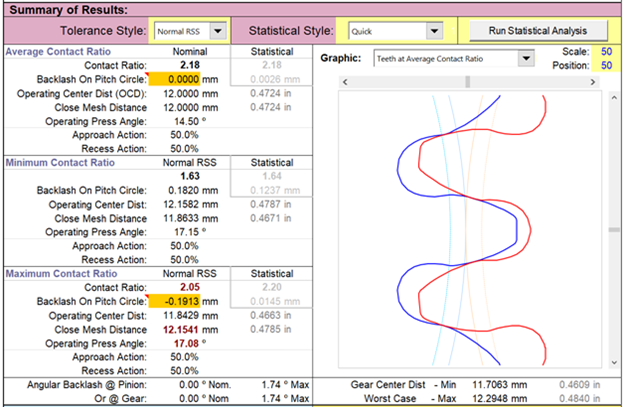 Summary of Results:
Tolerance Style: Normal RSS Statistical Style: Quick Run Statistical Analysis
Average Contact Ratio Nominal Statistical
Contact Ratio: 2.18 2.18
Backlash On Pitch Circle: 0.0000 mm 0.0026 mm
Operating Center Dist (OCD): 12.0000 mm 0.4724 in
Close Mesh Distance 12.0000 mm 0.4724 in
Operating Press Angle: 14.50 º
Approach Action: 50.0%
Recess Action: 50.0%
Minimum Contact Ratio Normal RSS Statistical
1.63 1.64
Backlash On Pitch Circle: 0.1820 mm 0.1237 mm
Operating Center Dist: 12.1582 mm 0.4787 in
Close Mesh Distance 11.8633 mm 0.4671 in
Operating Press Angle: 17.15 º
Approach Action: 50.0%
Recess Action: 50.0%
Maximum Contact Ratio Normal RSS Statistical
Contact Ratio: 2.05 2.20
Backlash On Pitch Circle: -0.1913 mm 0.0145 mm
Operating Center Dist: 11.8429 mm 0.4663 in
Close Mesh Distance 12.1541 mm 0.4785 in
Operating Press Angle: 17.08 º
Approach Action: 50.0%
Recess Action: 50.0%
Angular Backlash @ Pinion: 0.00 º Nom. 1.74 º Max
Or @ Gear: 0.00 º Nom 1.74 º Max
Graphic: Teeth at Average Contact Ratio Scale: 50
Position: 50
Gear Center Dist - Min 11.7063 mm 0.4609 in
Worst Case - Max 12.2948 mm 0.4840 in